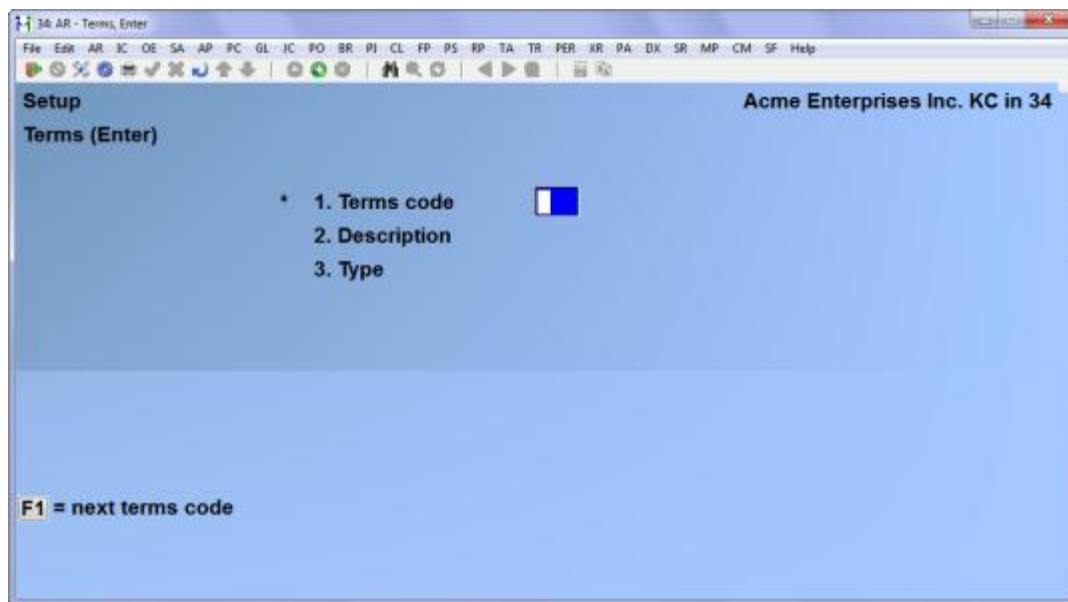 34: AR - Terms, Enter
File Edit AR IC OE SA AP PC GL JC PO BR PJ CL FP PS RP TA TR PER XR PA DX SR MP CM SF Help
Setup
Acme Enterprises Inc. KC in 34
Terms (Enter)
* 1. Terms code
2. Description
3. Type
F1 = next terms code